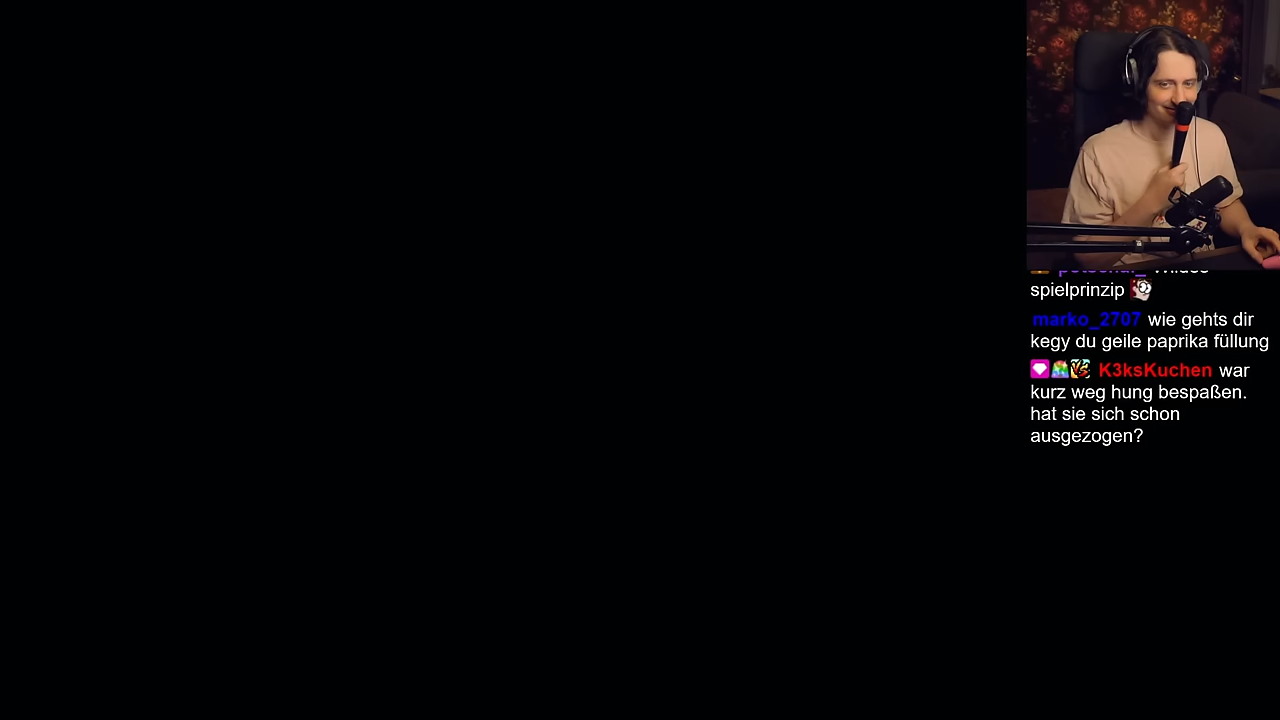 spielprinzip
marko_2707 wie gehts dir
kegy du geile paprika füllung
K3ksKuchen war
kurz weg hung bespaßen.
hat sie sich schon
ausgezogen?